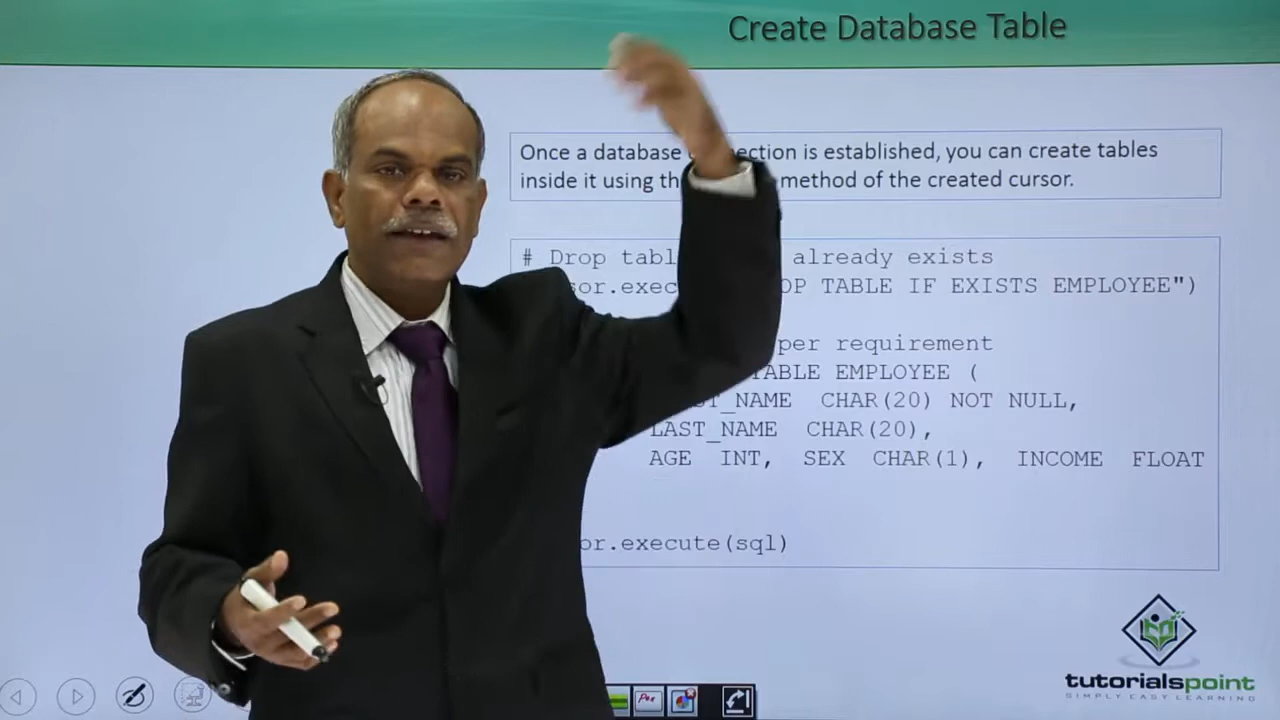 Create Database Table
Once a database ection is established, you can create tables
inside it using th method of the created cursor.
# Drop tabl already exists
sor.exec OP TABLE IF EXISTS EMPLOYEE")
per requirement
TABLE EMPLOYEE (
ST_NAME CHAR(20) NOT NULL,
LAST_NAME CHAR(20),
AGE INT, SEX CHAR(1), INCOME FLOAT
or.execute(sql)
tutorialspoint
SIMPLY EASY LEARNING
Pen